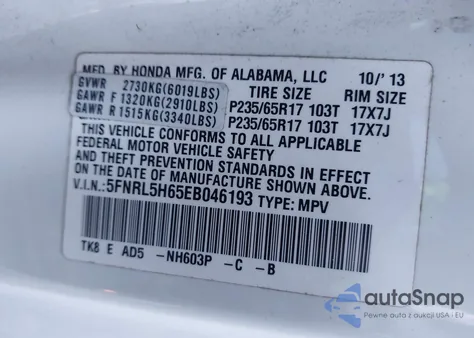 MFD. BY HONDA MFG. OF ALABAMA, LLC 10/'13
GVWR 2730KG(6019LBS) TIRE SIZE RIM SIZE
GAWR F 1320KG(2910LBS) P235/65R17 103T 17X7J
GAWR R 1515KG(3340LBS) P235/65R17 103T 17X7J
THIS VEHICLE CONFORMS TO ALL APPLICABLE
FEDERAL MOTOR VEHICLE SAFETY
AND THEFT PREVENTION STANDARDS IN EFFECT
ON THE DATE OF MANUFACTURE SHOWN ABOVE.
V.I.N.: 5FNRL5H65EB046193 TYPE: MPV
TK8 E AD5 -NH603P -C -B
autoSnap
Pewne auta z aukcji USA i EU